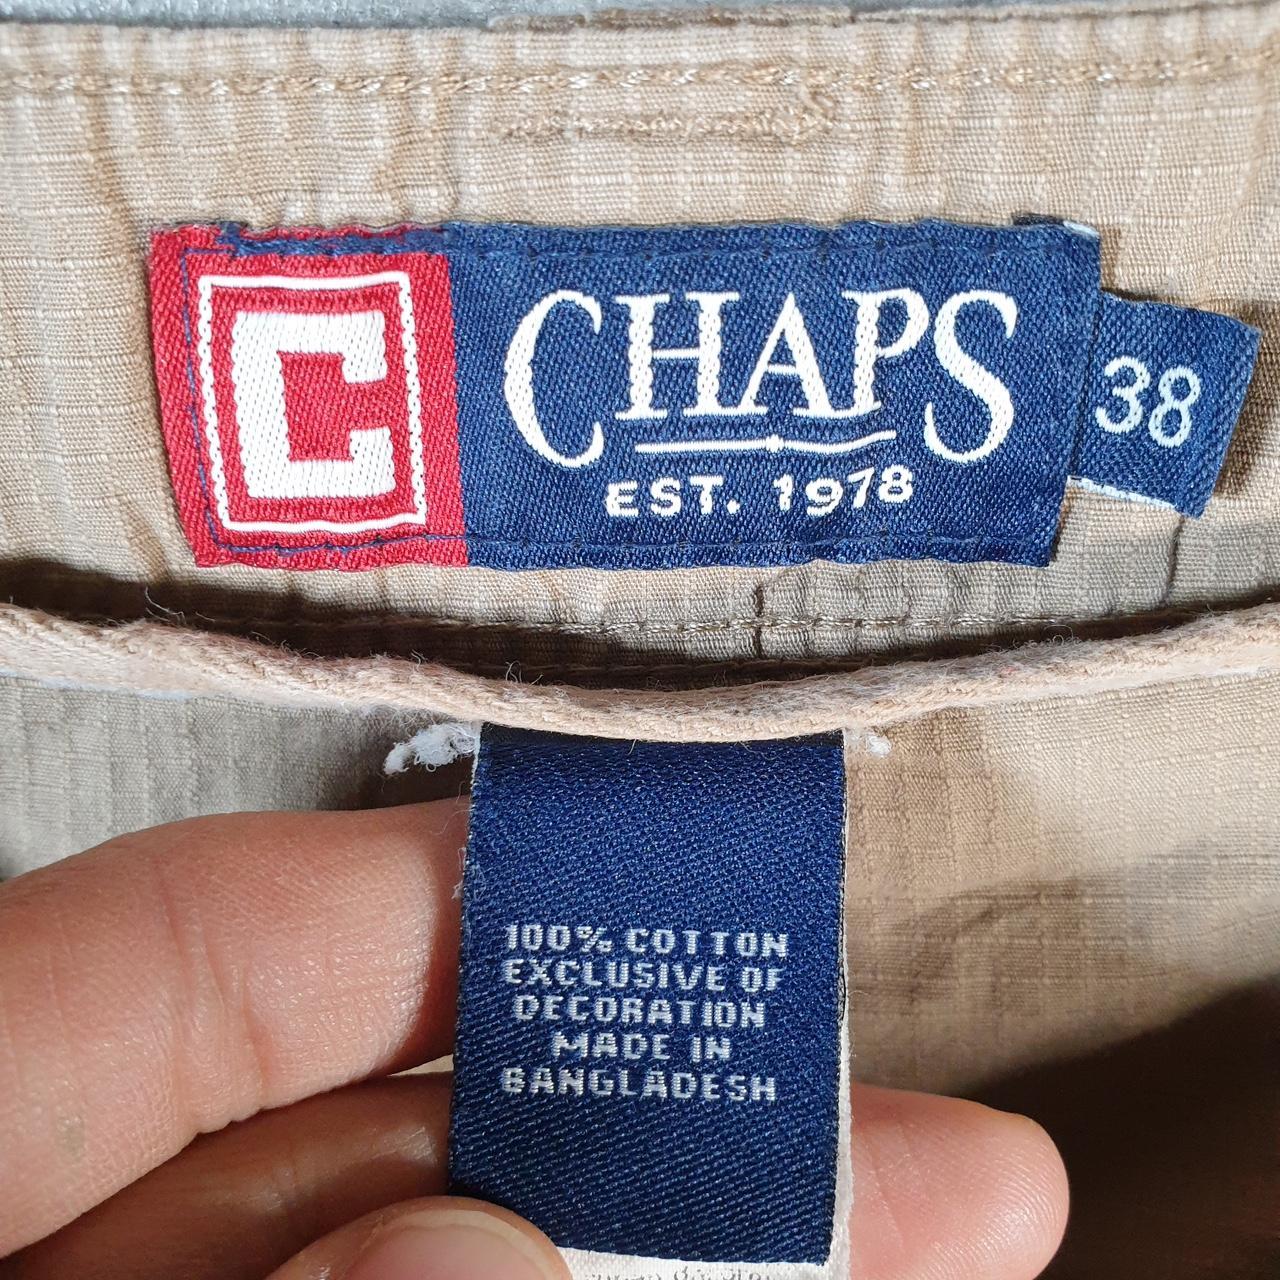 C
CHAPS
EST. 1978
38
100% COTTON
EXCLUSIVE OF
DECORATION
MADE IN
BANGLADESH